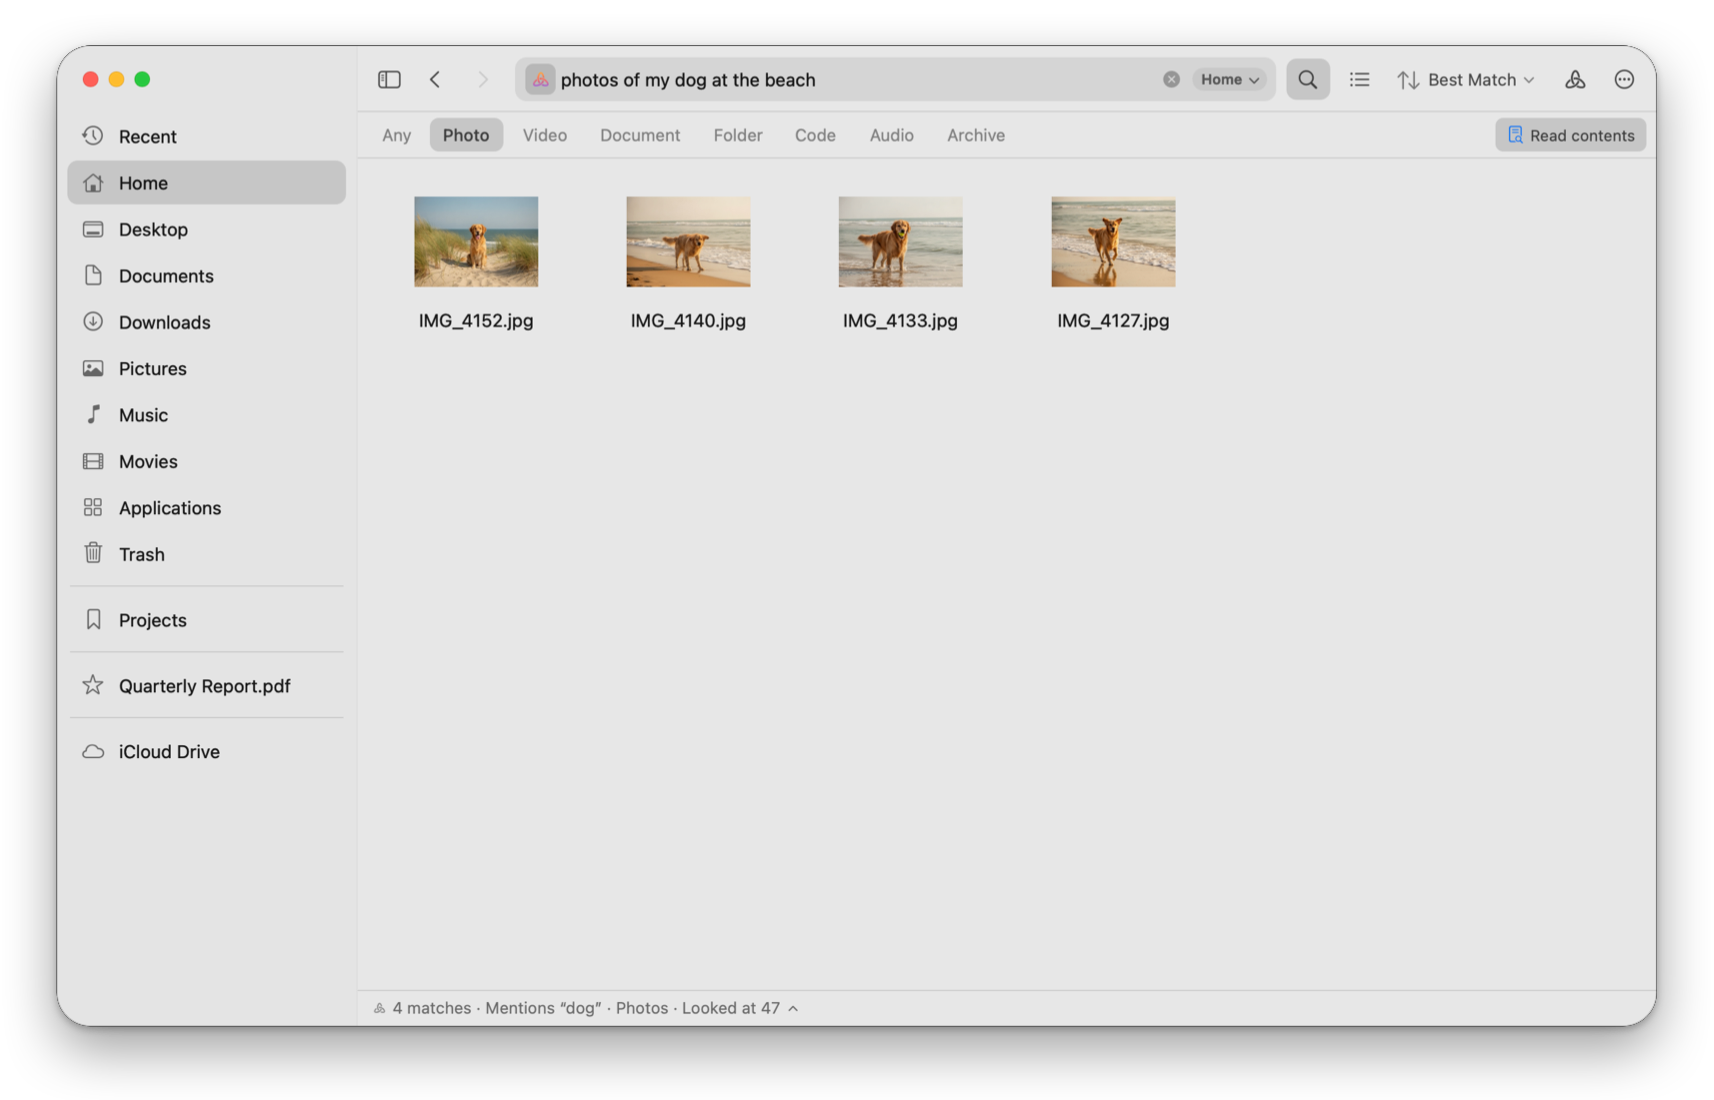 photos of my dog at the beach
Home
Best Match
Any
Photo
Video
Document
Folder
Code
Audio
Archive
Read contents
Recent
Home
Desktop
Documents
Downloads
Pictures
Music
Movies
Applications
Trash
Projects
Quarterly Report.pdf
iCloud Drive
IMG_4152.jpg
IMG_4140.jpg
IMG_4133.jpg
IMG_4127.jpg
4 matches · Mentions “dog” · Photos · Looked at 47